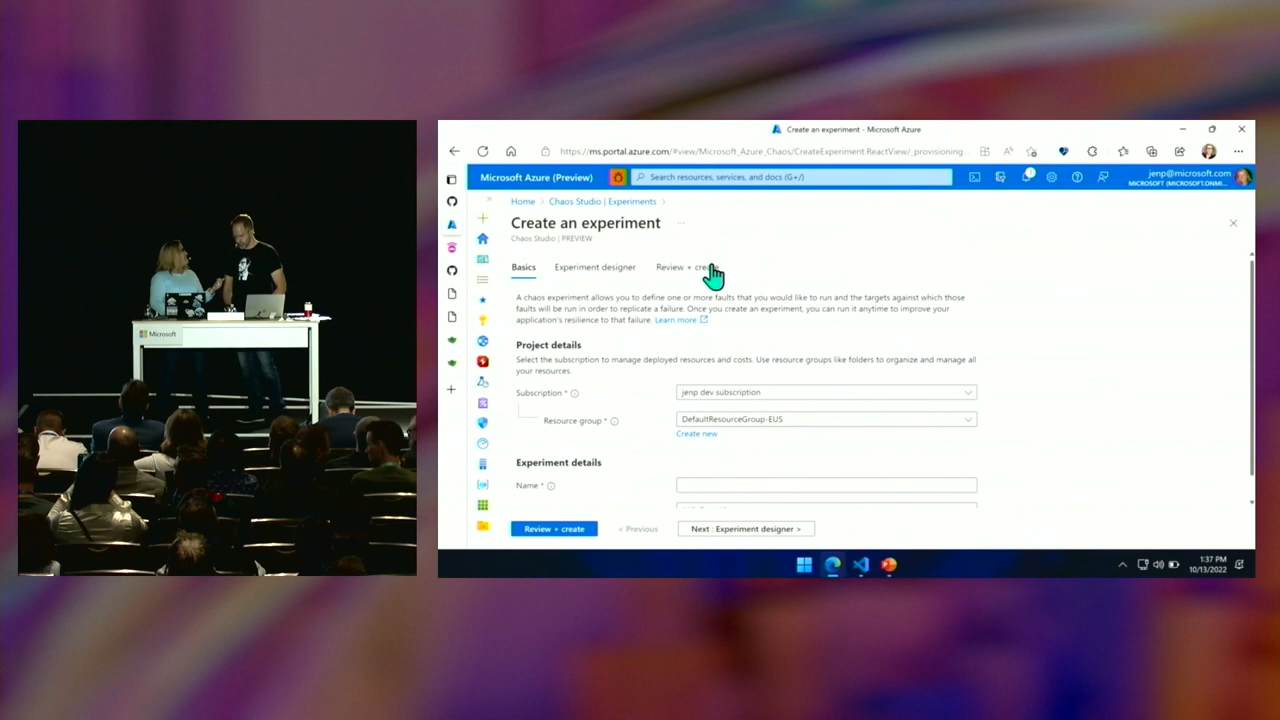 Microsoft
Create an experiment - Microsoft Azure
https://ms.portal.azure.com/#view/Microsoft_Azure_Chaos/CreateExperiment.ReactView/_provisioning...
Microsoft Azure (Preview)
Search resources, services, and docs (G+/)
1
jenp@microsoft.com
MICROSOFT (MICROSOFT.ONMI...
Home > Chaos Studio | Experiments >
Create an experiment ...
Chaos Studio | PREVIEW
Basics Experiment designer Review + create
A chaos experiment allows you to define one or more faults that you would like to run and the targets against which those
faults will be run in order to replicate a failure. Once you create an experiment, you can run it anytime to improve your
application's resilience to that failure. Learn more
Project details
Select the subscription to manage deployed resources and costs. Use resource groups like folders to organize and manage all
your resources.
Subscription * jenp dev subscription
Resource group * DefaultResourceGroup-EUS
Create new
Experiment details
Name *
Review + create < Previous Next : Experiment designer >
1:37 PM
10/13/2022